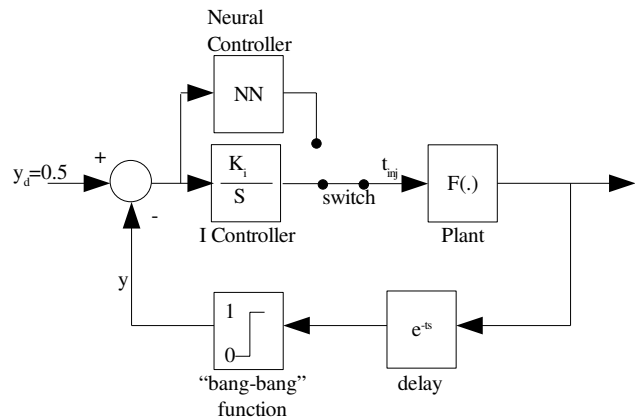 Neural
Controller
NN
y_d=0.5
+
-
K_i
S
I Controller
switch
t_inj
F(.)
Plant
y
1
0
“bang-bang”
function
e^-ts
delay